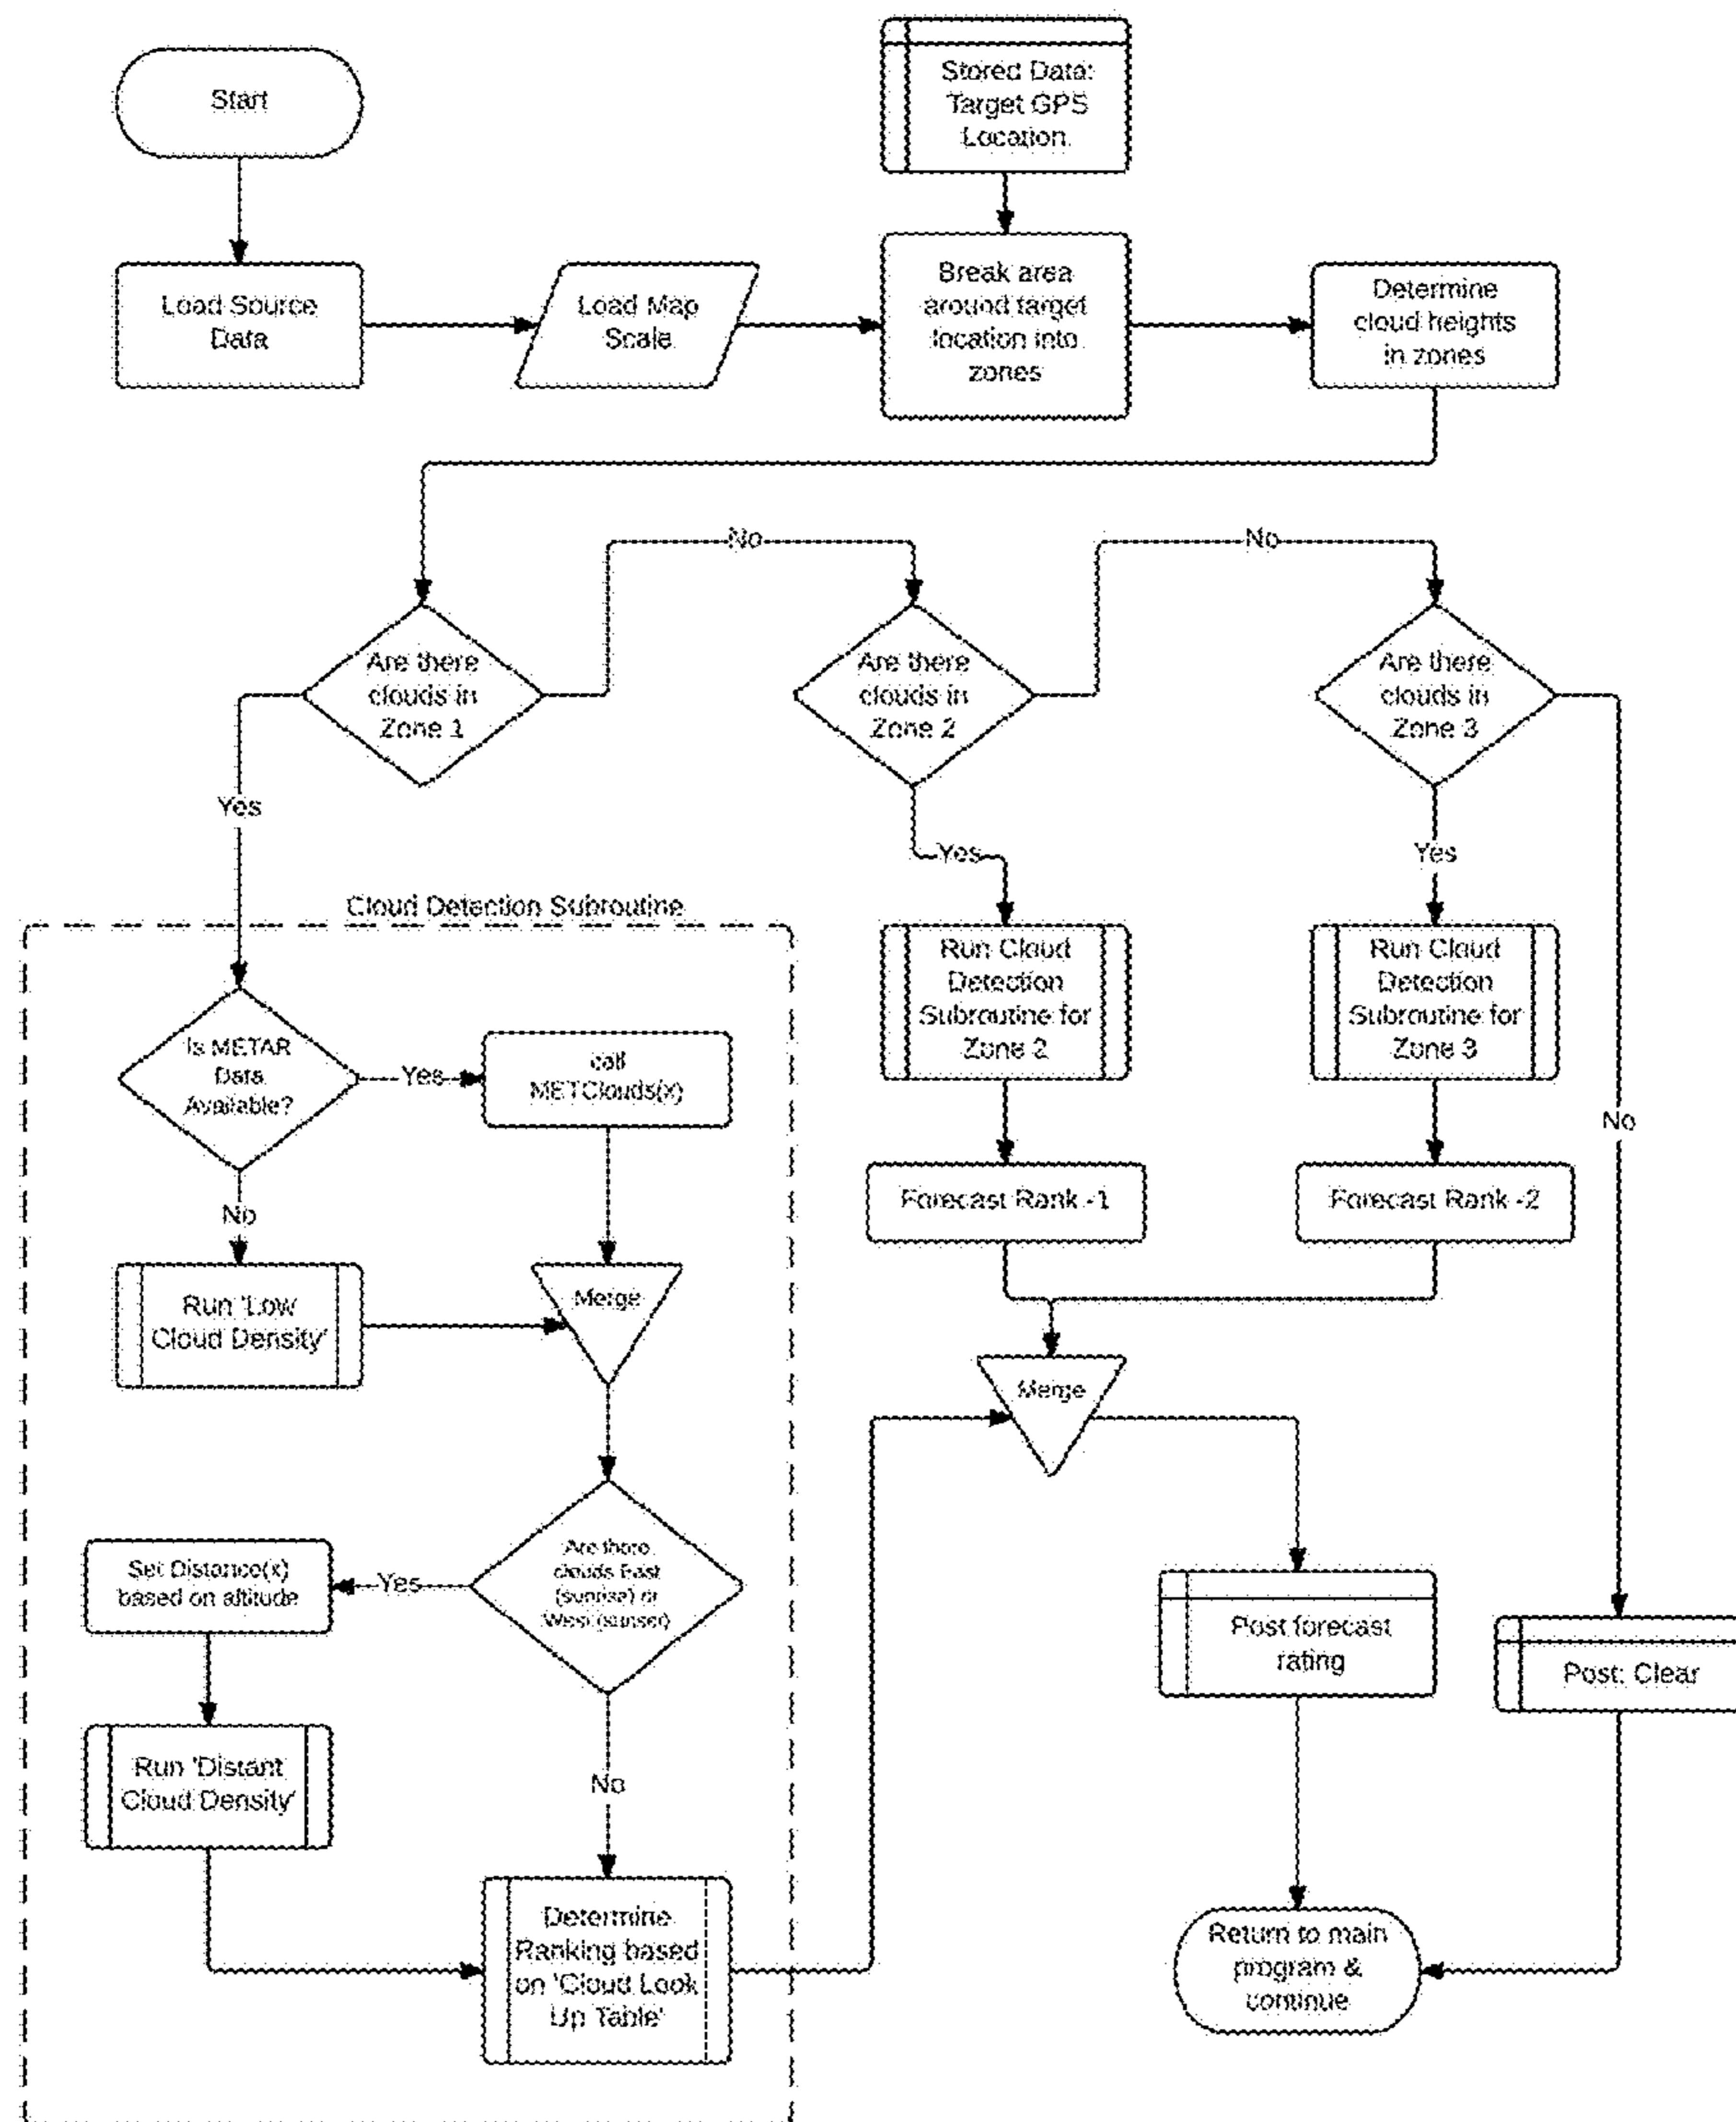 Start
Stored Data:
Target GPS
Location
Load Source
Data
Load Map
Scale
Break area
around target
location into
zones
Determine
cloud heights
in zones
No
No
Are there
clouds in
Zone 1
Are there
clouds in
Zone 2
Are there
clouds in
Zone 3
Yes
Yes
Yes
No
Cloud Detection Subroutine
Is METAR
Data
Available?
Yes
call
METClouds(x)
Run Cloud
Detection
Subroutine for
Zone 2
Run Cloud
Detection
Subroutine for
Zone 3
No
Run 'Low
Cloud Density'
Merge
Forecast Rank -1
Forecast Rank -2
Merge
Are there
clouds East
(sunrise) or
West (sunset)
Yes
Set Distance(x)
based on altitude
Run 'Distant
Cloud Density'
No
Determine
Ranking based
on 'Cloud Look
Up Table'
Post forecast
rating
Post: Clear
Return to main
program &
continue